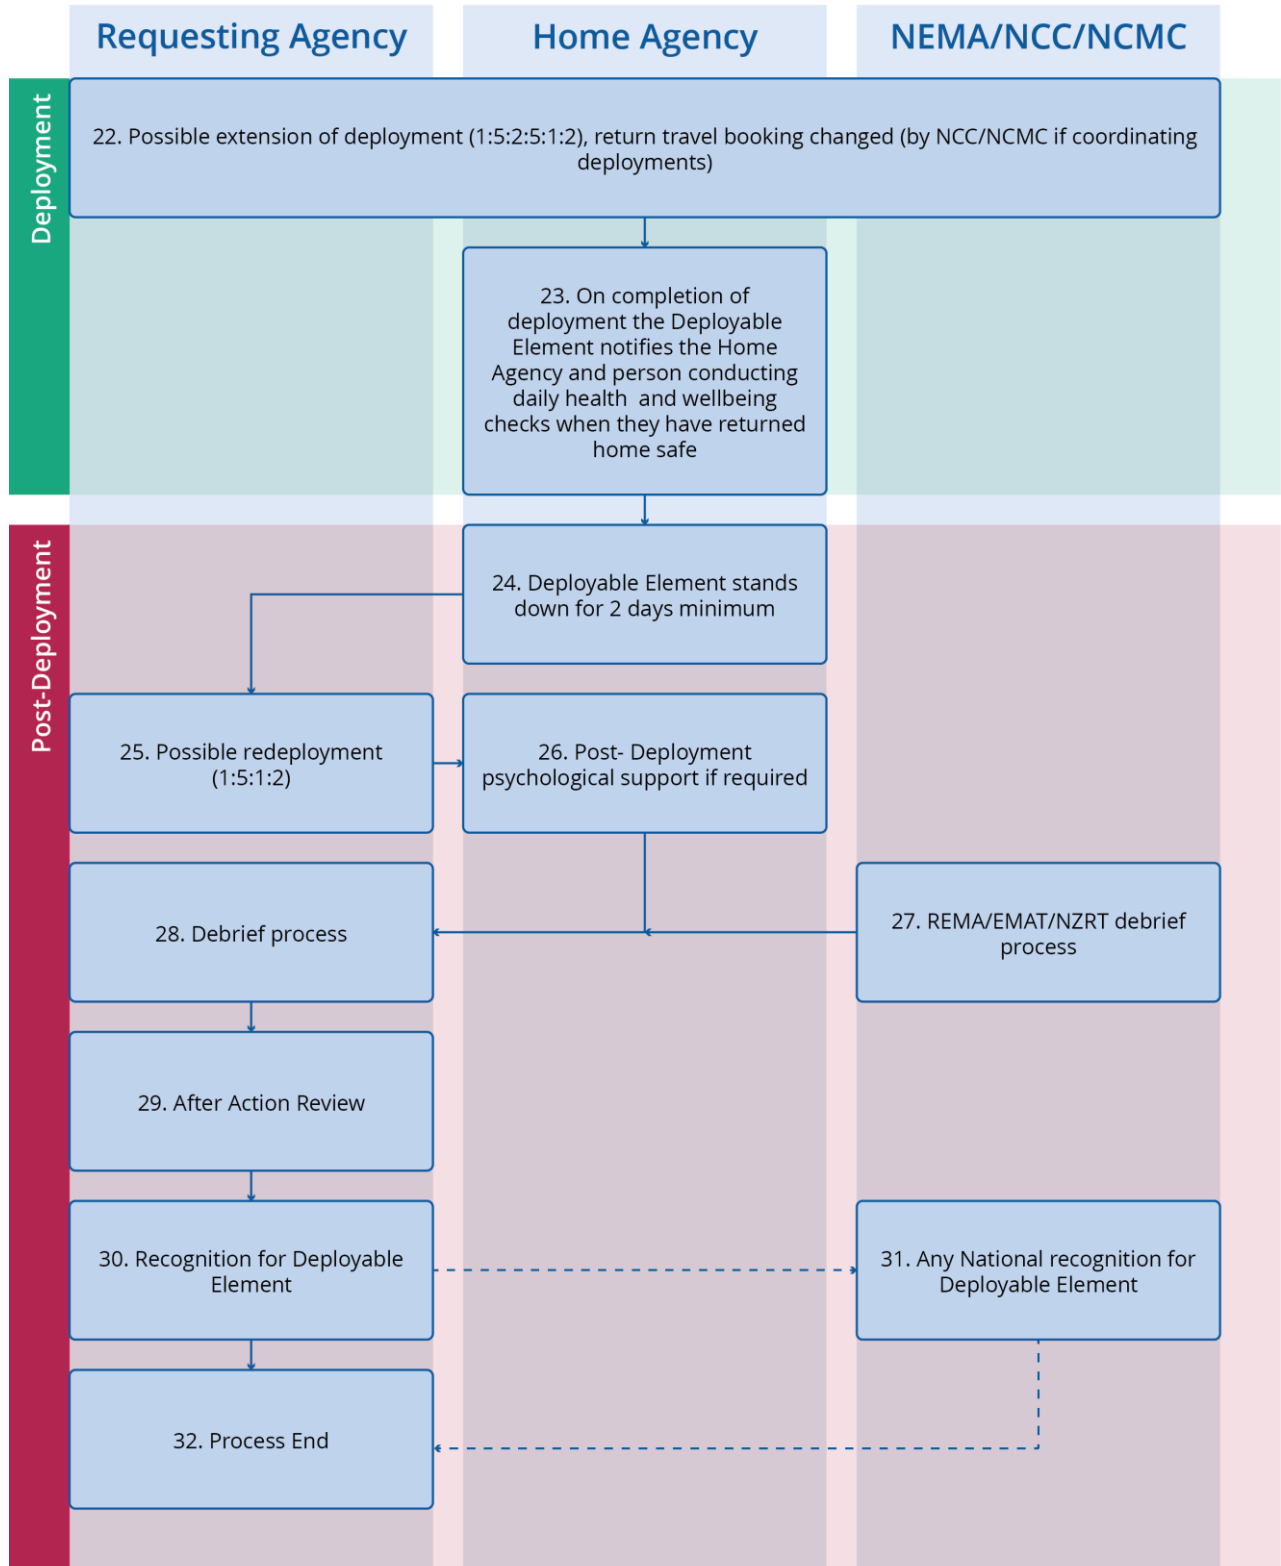 Requesting Agency
Home Agency
NEMA/NCC/NCMC
Deployment
22. Possible extension of deployment (1:5:2:5:1:2), return travel booking changed (by NCC/NCMC if coordinating
deployments)
23. On completion of
deployment the Deployable
Element notifies the Home
Agency and person conducting
daily health and wellbeing
checks when they have returned
home safe
Post-Deployment
24. Deployable Element stands
down for 2 days minimum
25. Possible redeployment
(1:5:1:2)
26. Post- Deployment
psychological support if required
27. REMA/EMAT/NZRT debrief
process
28. Debrief process
29. After Action Review
30. Recognition for Deployable
Element
31. Any National recognition for
Deployable Element
32. Process End